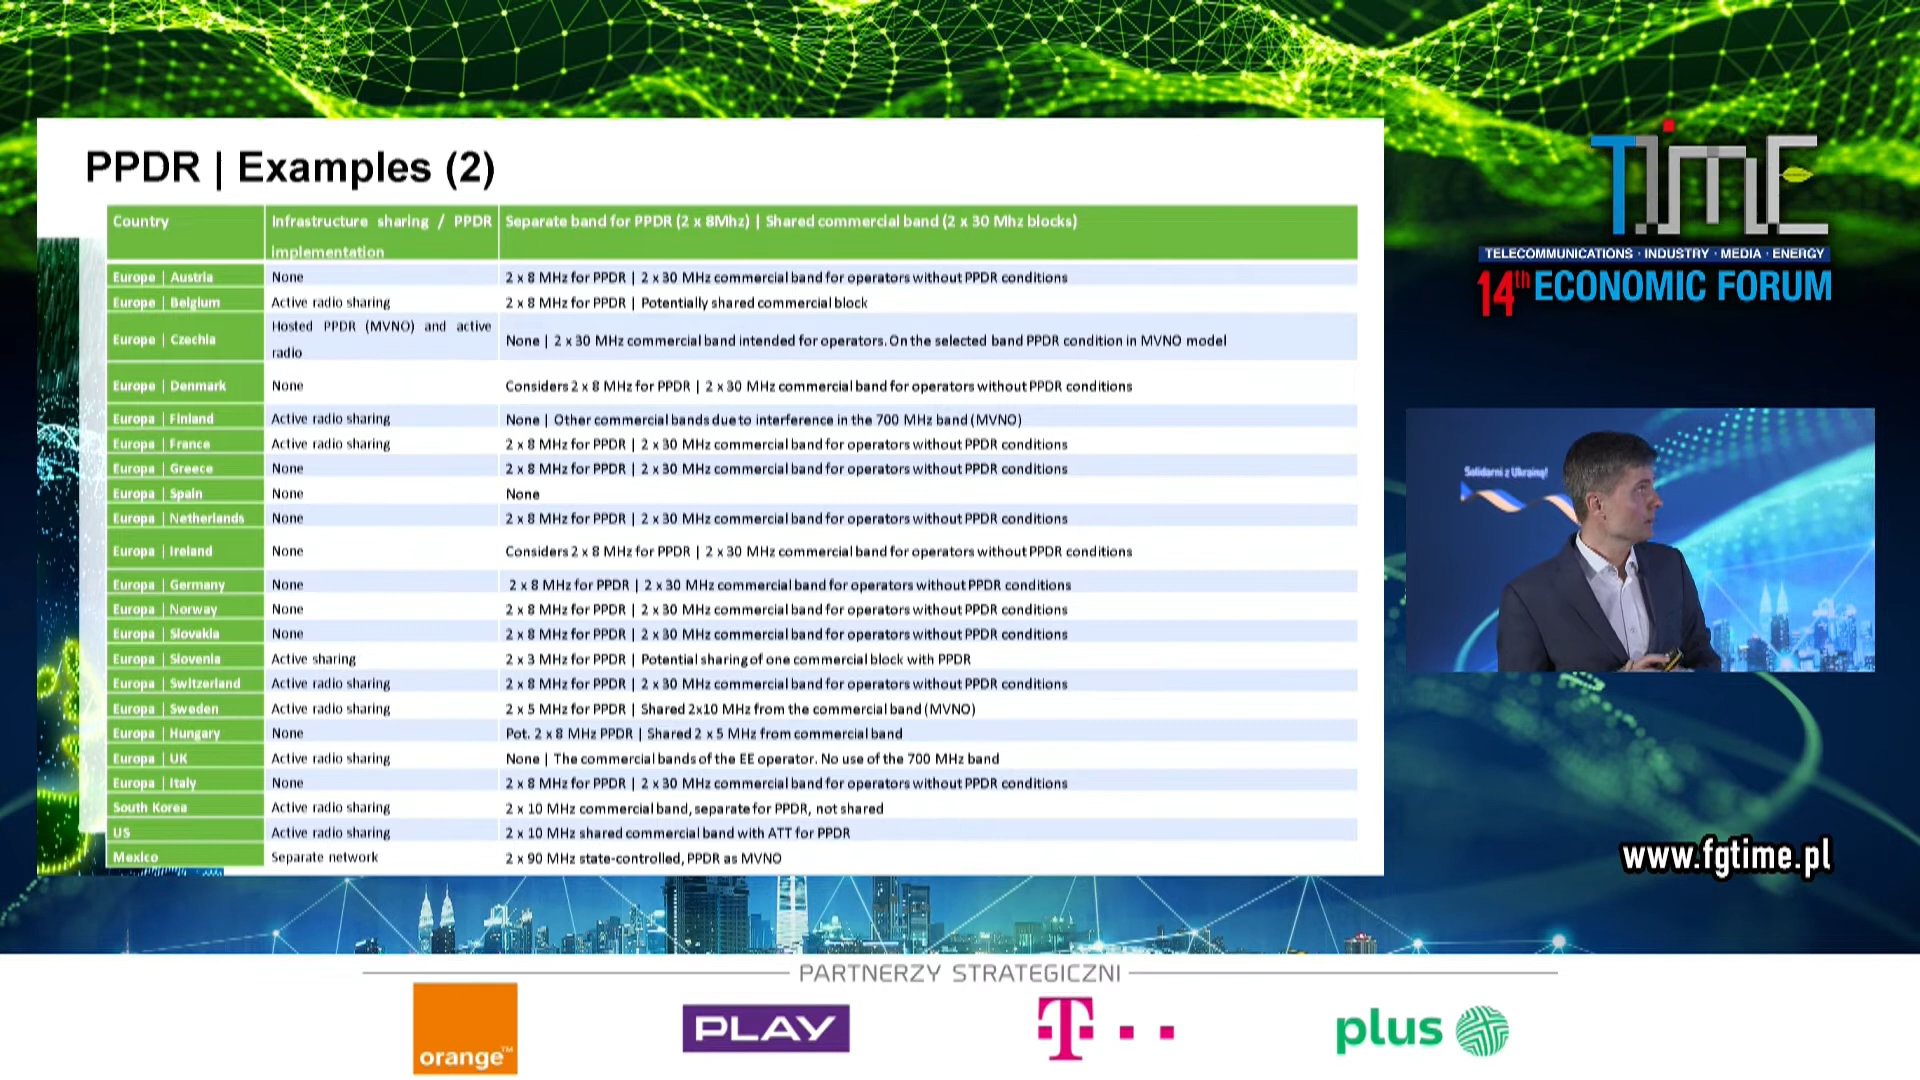 PPDR | Examples (2)
Country
Infrastructure sharing / PPDR
implementation
Separate band for PPDR (2 x 8Mhz) | Shared commercial band (2 x 30 Mhz blocks)
Europe | Austria None 2 x 8 MHz for PPDR | 2 x 30 MHz commercial band for operators without PPDR conditions
Europe | Belgium Active radio sharing 2 x 8 MHz for PPDR | Potentially shared commercial block
Europe | Czechia
Hosted PPDR (MVNO) and active
radio
None | 2 x 30 MHz commercial band intended for operators. On the selected band PPDR condition in MVNO model
Europe | Denmark None Considers 2 x 8 MHz for PPDR | 2 x 30 MHz commercial band for operators without PPDR conditions
Europa | Finland Active radio sharing None | Other commercial bands due to interference in the 700 MHz band (MVNO)
Europa | France Active radio sharing 2 x 8 MHz for PPDR | 2 x 30 MHz commercial band for operators without PPDR conditions
Europa | Greece None 2 x 8 MHz for PPDR | 2 x 30 MHz commercial band for operators without PPDR conditions
Europa | Spain None None
Europa | Netherlands None 2 x 8 MHz for PPDR | 2 x 30 MHz commercial band for operators without PPDR conditions
Europa | Ireland None Considers 2 x 8 MHz for PPDR | 2 x 30 MHz commercial band for operators without PPDR conditions
Europa | Germany None 2 x 8 MHz for PPDR | 2 x 30 MHz commercial band for operators without PPDR conditions
Europa | Norway None 2 x 8 MHz for PPDR | 2 x 30 MHz commercial band for operators without PPDR conditions
Europa | Slovakia None 2 x 8 MHz for PPDR | 2 x 30 MHz commercial band for operators without PPDR conditions
Europa | Slovenia Active sharing 2 x 3 MHz for PPDR | Potential sharing of one commercial block with PPDR
Europa | Switzerland Active radio sharing 2 x 8 MHz for PPDR | 2 x 30 MHz commercial band for operators without PPDR conditions
Europa | Sweden Active radio sharing 2 x 5 MHz for PPDR | Shared 2x10 MHz from the commercial band (MVNO)
Europa | Hungary None Pot. 2 x 8 MHz PPDR | Shared 2 x 5 MHz from commercial band
Europa | UK Active radio sharing None | The commercial bands of the EE operator. No use of the 700 MHz band
Europa | Italy None 2 x 8 MHz for PPDR | 2 x 30 MHz commercial band for operators without PPDR conditions
South Korea Active radio sharing 2 x 10 MHz commercial band, separate for PPDR, not shared
US Active radio sharing 2 x 10 MHz shared commercial band with ATT for PPDR
Mexico Separate network 2 x 90 MHz state-controlled, PPDR as MVNO
TIME
TELECOMMUNICATIONS · INDUSTRY · MEDIA · ENERGY
14th ECONOMIC FORUM
Solidarni z Ukrainą!
www.fgtime.pl
PARTNERZY STRATEGICZNI
orange™
PLAY
T
plus